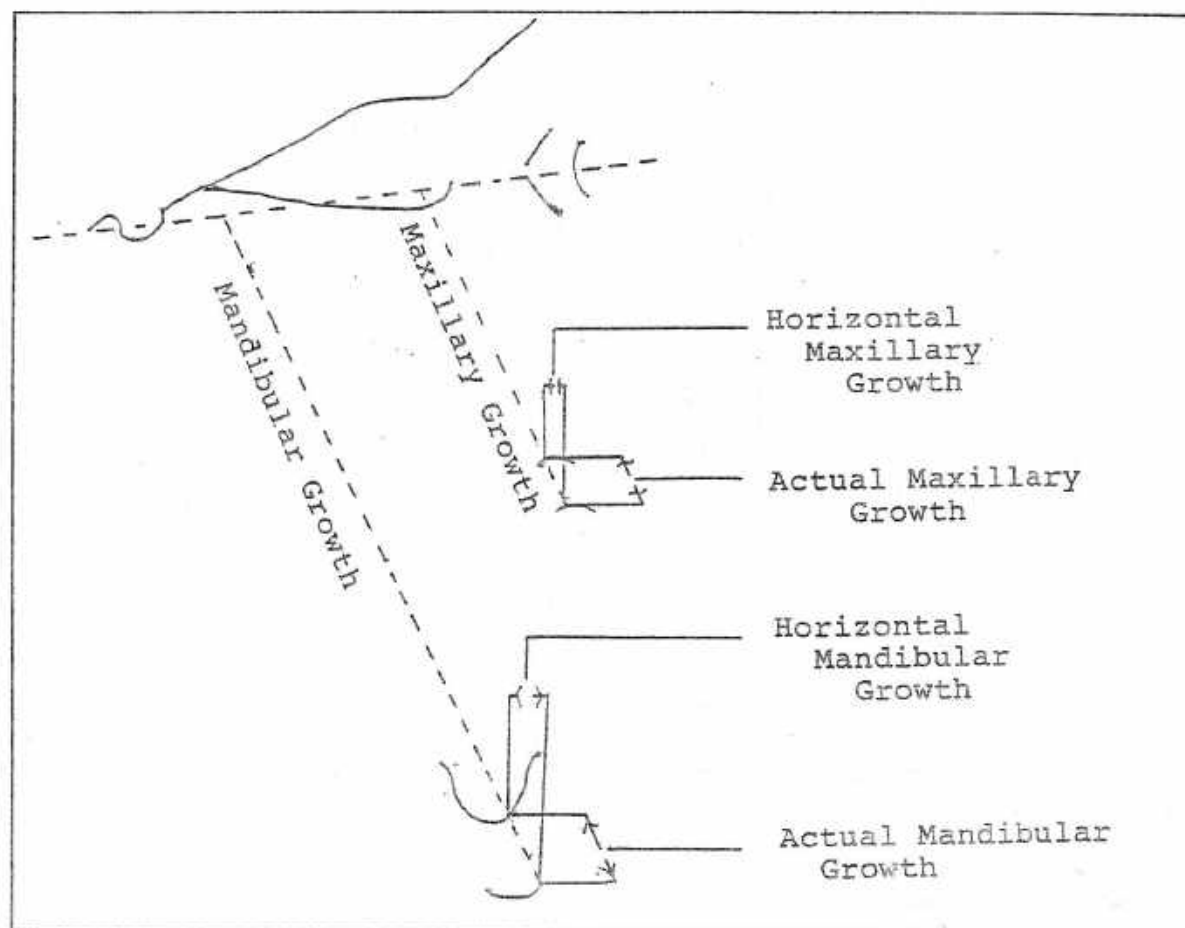 Mandibular Growth
Maxillary Growth
Horizontal
Maxillary
Growth
Actual Maxillary
Growth
Horizontal
Mandibular
Growth
Actual Mandibular
Growth